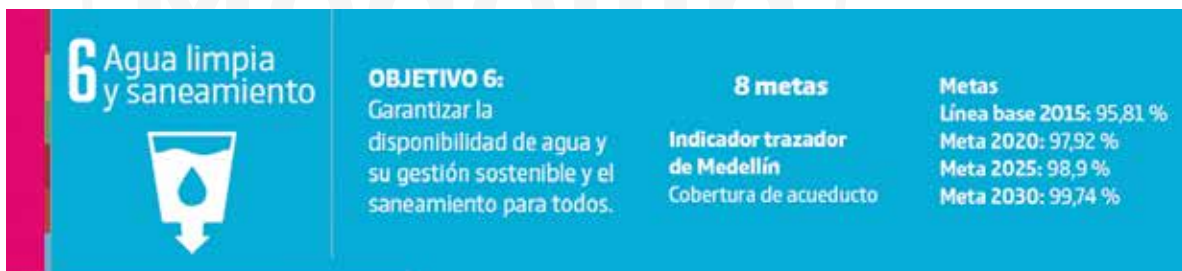 6 Agua limpia
y saneamiento
OBJETIVO 6:
Garantizar la
disponibilidad de agua y
su gestión sostenible y el
saneamiento para todos.
8 metas
Indicador trazador
de Medellín
Cobertura de acueducto
Metas
Línea base 2015: 95,81 %
Meta 2020: 97,92 %
Meta 2025: 98,9 %
Meta 2030: 99,74 %